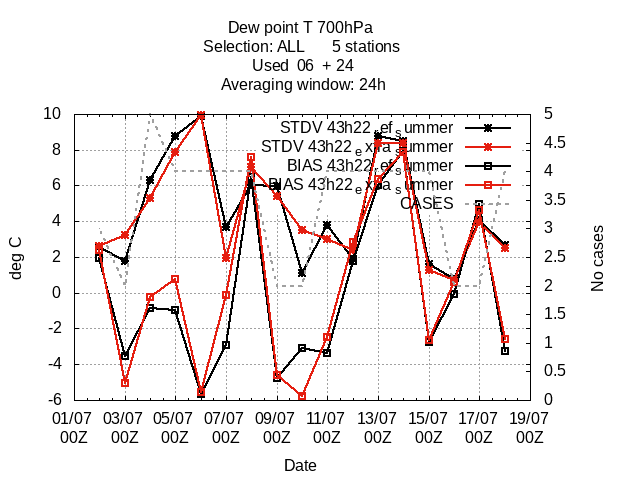 Dew point T 700hPa
Selection: ALL 5 stations
Used 06 + 24
Averaging window: 24h
STDV 43h22_ref_summer
STDV 43h22_exfra_summer
BIAS 43h22_ref_summer
BIAS 43h22_exfra_summer
CASES
deg C
10
8
6
4
2
0
-2
-4
-6
5
4.5
4
3.5
3
2.5
2
1.5
1
0.5
0
No cases
01/07 03/07 05/07 07/07 09/07 11/07 13/07 15/07 17/07 19/07
00Z 00Z 00Z 00Z 00Z 00Z 00Z 00Z 00Z 00Z
Date